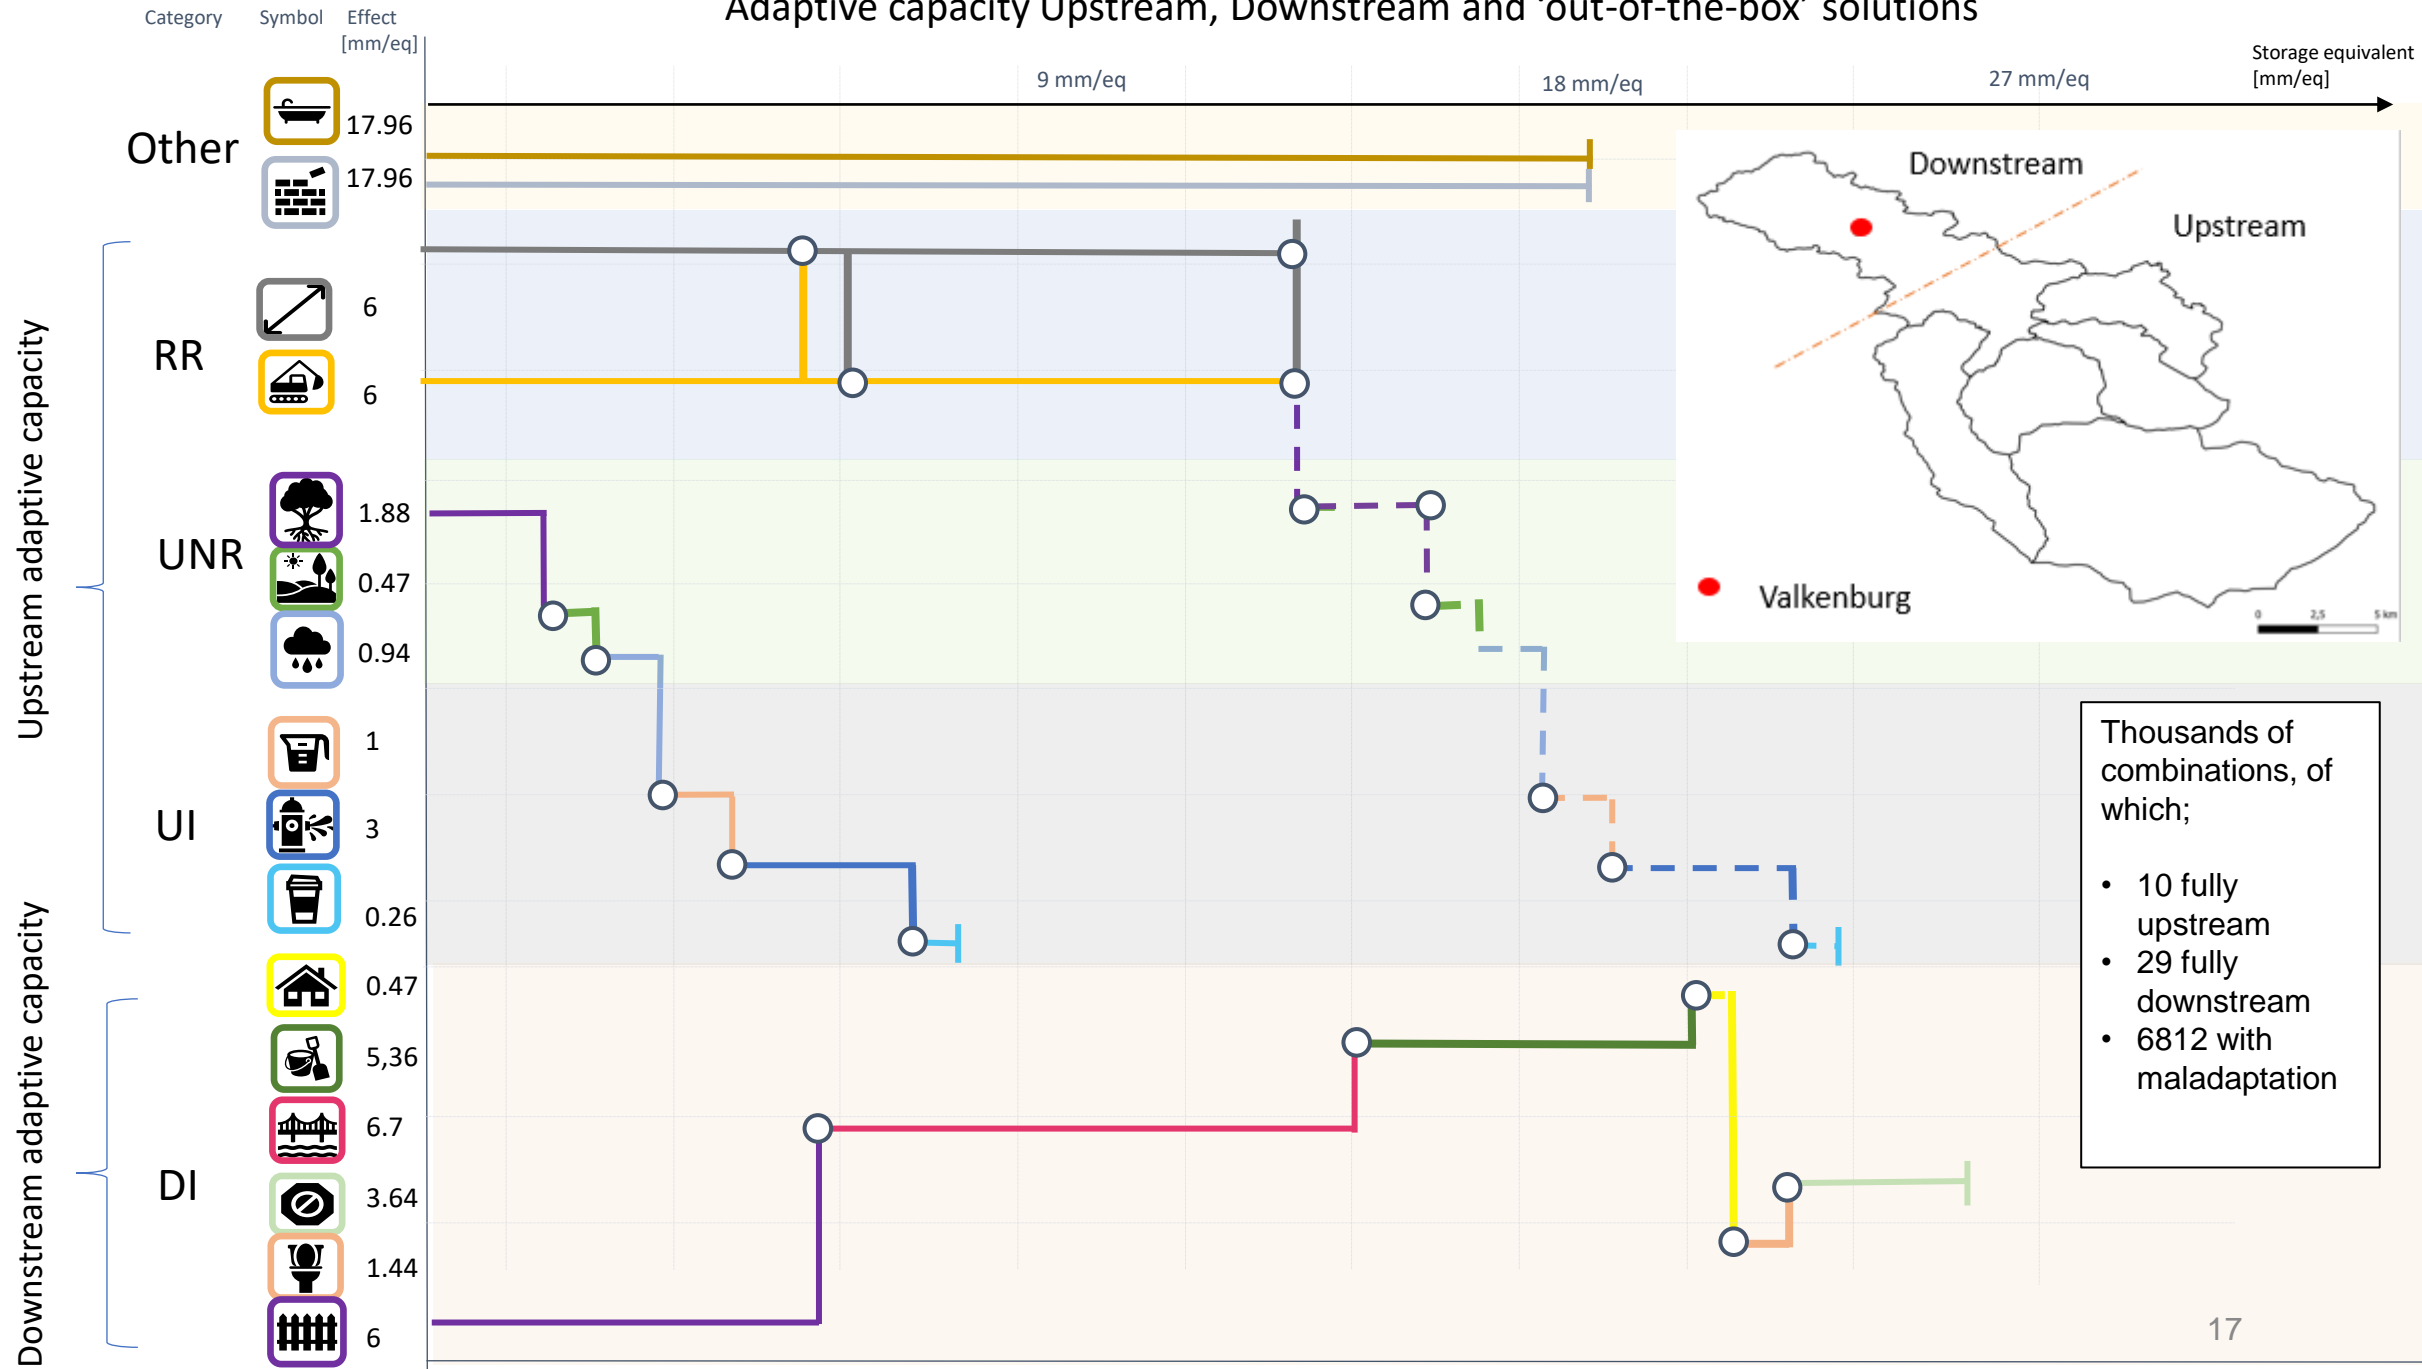 Adaptive capacity Upstream, Downstream and ‘out-of-the-box’ solutions
Category
Symbol
Effect
[mm/eq]
9 mm/eq
18 mm/eq
27 mm/eq
Storage equivalent
[mm/eq]
Other
17.96
17.96
Upstream adaptive capacity
RR
6
6
UNR
1.88
0.47
0.94
UI
1
3
0.26
Downstream adaptive capacity
DI
0.47
5,36
6.7
3.64
1.44
6
Downstream
Upstream
Valkenburg
0
2,5
5 km
Thousands of
combinations, of
which;
• 10 fully
upstream
• 29 fully
downstream
• 6812 with
maladaptation
17